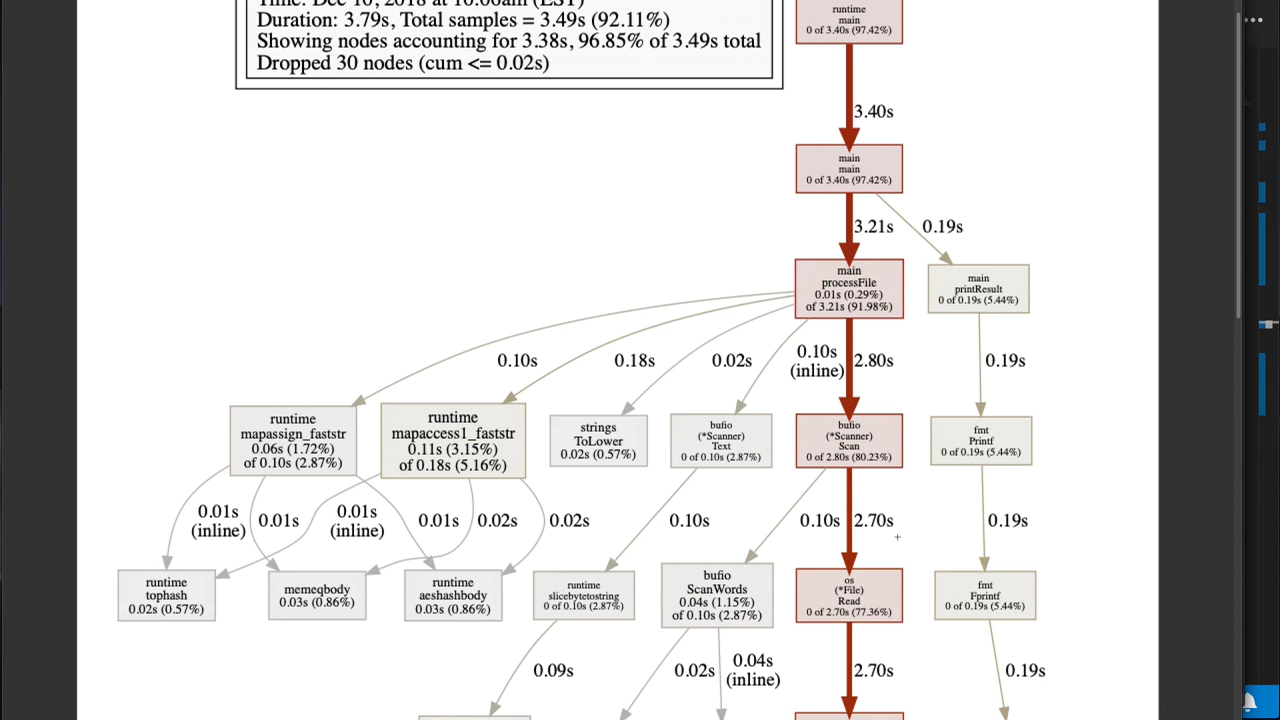 Time: Dec 10, 2018 at 10:00am (EST)
Duration: 3.79s, Total samples = 3.49s (92.11%)
Showing nodes accounting for 3.38s, 96.85% of 3.49s total
Dropped 30 nodes (cum <= 0.02s)
runtime
main
0 of 3.40s (97.42%)
3.40s
main
main
0 of 3.40s (97.42%)
3.21s
0.19s
main
processFile
0.01s (0.29%)
of 3.21s (91.98%)
main
printResult
0 of 0.19s (5.44%)
0.10s
0.18s
0.02s
0.10s
(inline)
2.80s
0.19s
runtime
mapassign_faststr
0.06s (1.72%)
of 0.10s (2.87%)
runtime
mapaccess1_faststr
0.11s (3.15%)
of 0.18s (5.16%)
strings
ToLower
0.02s (0.57%)
bufio
(*Scanner)
Text
0 of 0.10s (2.87%)
bufio
(*Scanner)
Scan
0 of 2.80s (80.23%)
fmt
Printf
0 of 0.19s (5.44%)
0.01s
(inline)
0.01s
0.01s
(inline)
0.01s
0.02s
0.02s
0.10s
0.10s
2.70s
0.19s
runtime
tophash
0.02s (0.57%)
memeqbody
0.03s (0.86%)
runtime
aeshashbody
0.03s (0.86%)
runtime
slicebytetostring
0 of 0.10s (2.87%)
bufio
ScanWords
0.04s (1.15%)
of 0.10s (2.87%)
os
(*File)
Read
0 of 2.70s (77.36%)
fmt
Fprintf
0 of 0.19s (5.44%)
0.09s
0.02s
0.04s
(inline)
2.70s
0.19s